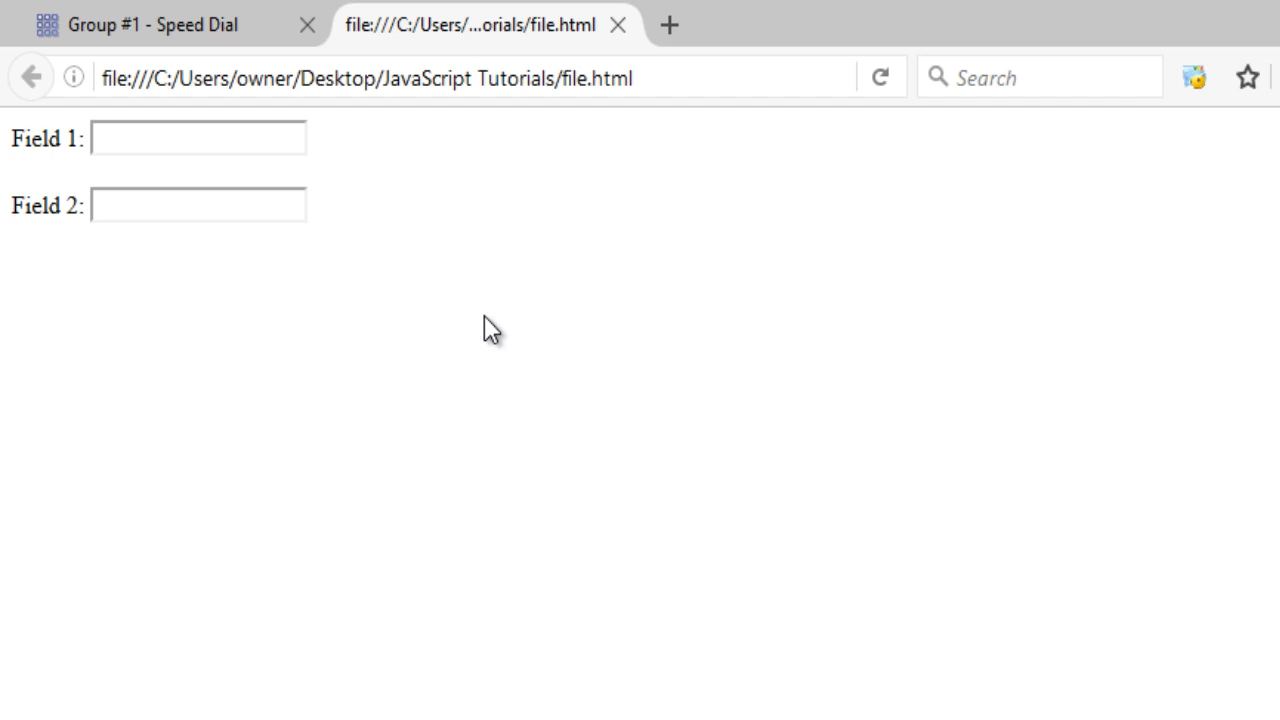 Group #1 - Speed Dial
file:///C:/Users/...orials/file.html
file:///C:/Users/owner/Desktop/JavaScript Tutorials/file.html
Search
Field 1:
Field 2: